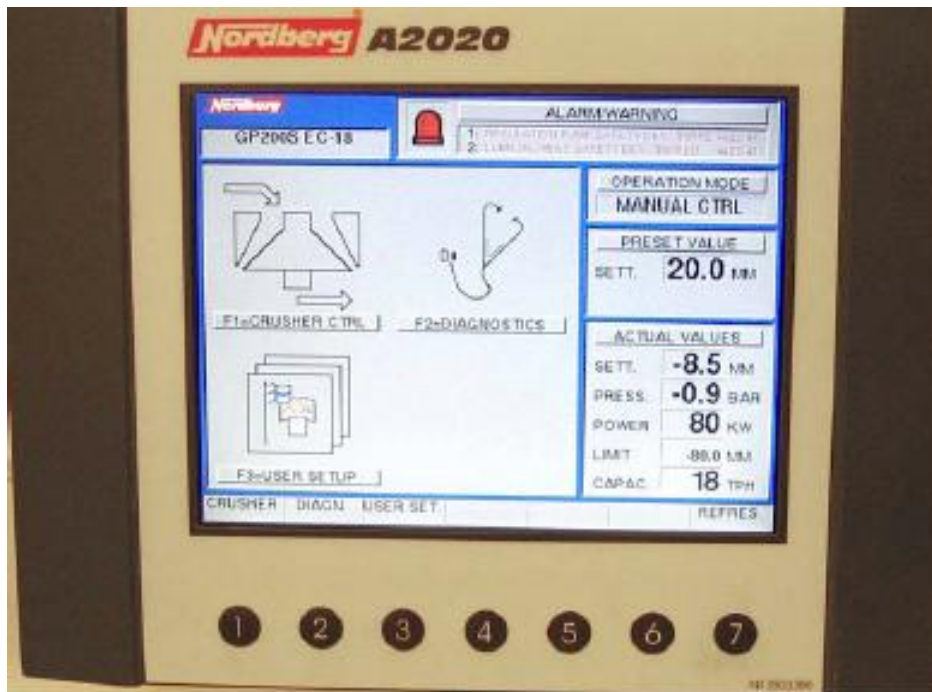 Nordberg A2020
Nordberg
GP200S EC-18
ALARM/WARNING
1:
2:
OPERATION MODE
MANUAL CTRL
PRESET VALUE
SETT. 20.0 MM
F1=CRUSHER CTRL F2=DIAGNOSTICS
ACTUAL VALUES
SETT. -8.5 MM
PRESS. -0.9 BAR
POWER 80 KW
LIMIT -80.0 MM
CAPAC. 18 TPH
F3=USER SETUP
CRUSHER DIAGN. USER SET. REFRES
1 2 3 4 5 6 7